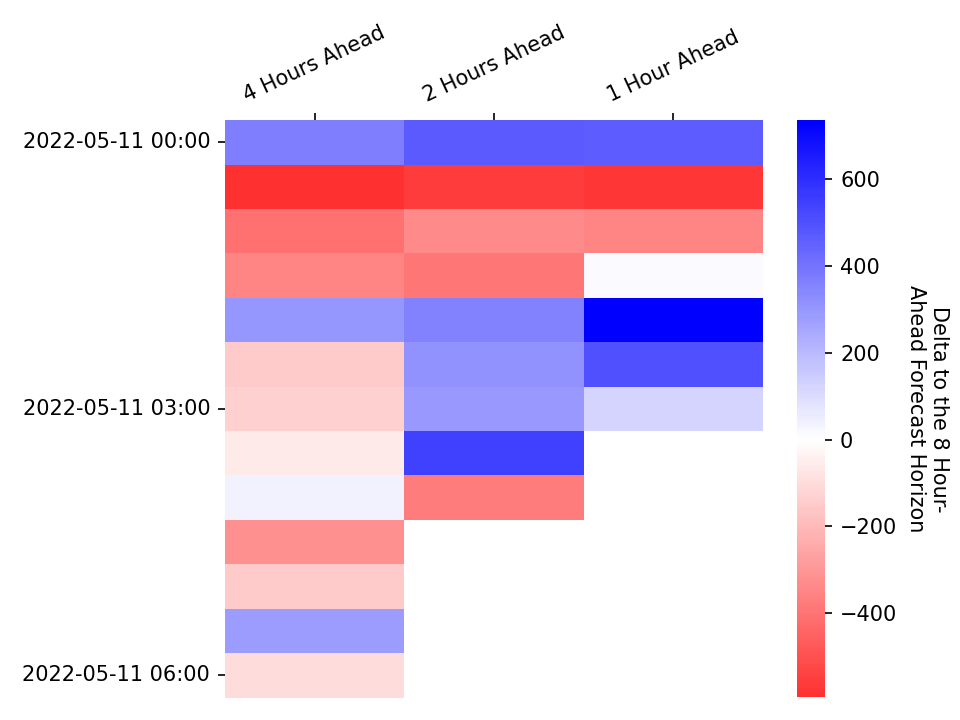 4 Hours Ahead
2 Hours Ahead
1 Hour Ahead
2022-05-11 00:00
2022-05-11 03:00
2022-05-11 06:00
600
400
200
0
−200
−400
Delta to the 8 Hour-
Ahead Forecast Horizon